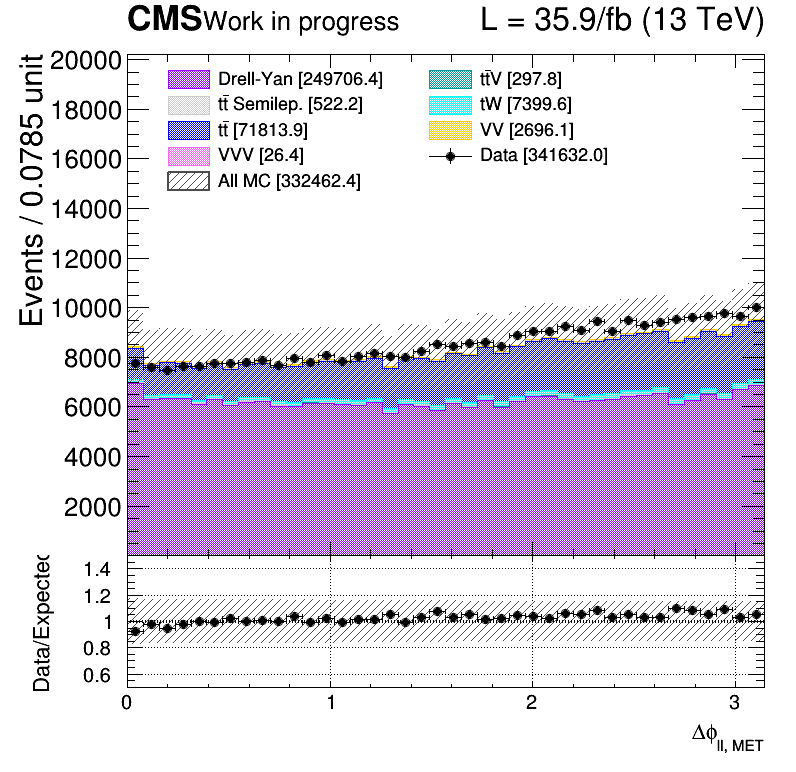 CMS Work in progress L = 35.9/fb (13 TeV)
Events / 0.0785 unit
20000
18000
16000
14000
12000
10000
8000
6000
4000
2000
Drell-Yan [249706.4]
tt̄ Semilep. [522.2]
tt̄ [71813.9]
VVV [26.4]
All MC [332462.4]
tt̄V [297.8]
tW [7399.6]
VV [2696.1]
Data [341632.0]
Data/Expected
1.4
1.2
1
0.8
0.6
0 1 2 3
Δϕ_ll, MET